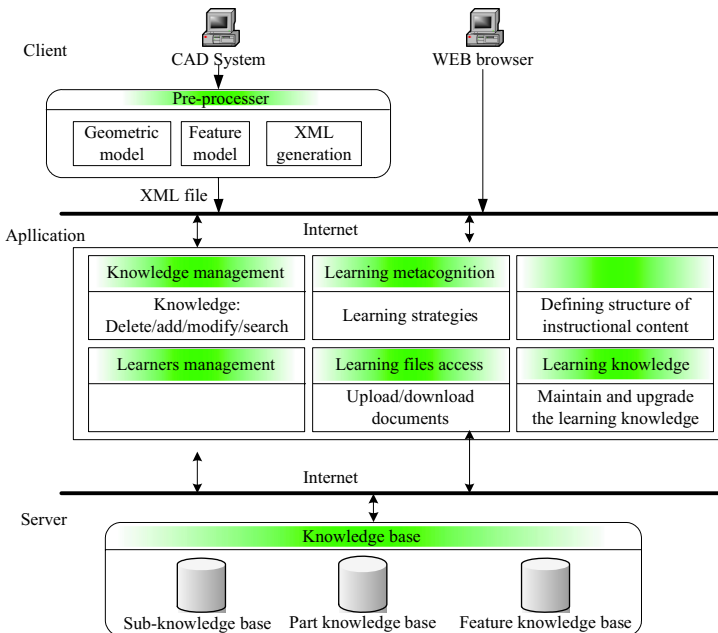 Client
CAD System
WEB browser
Pre-processer
Geometric
model
Feature
model
XML
generation
XML file
Internet
Apllication
Knowledge management
Learning metacognition
Knowledge:
Delete/add/modify/search
Learning strategies
Defining structure of
instructional content
Learners management
Learning files access
Learning knowledge
Upload/download
documents
Maintain and upgrade
the learning knowledge
Internet
Server
Knowledge base
Sub-knowledge base
Part knowledge base
Feature knowledge base